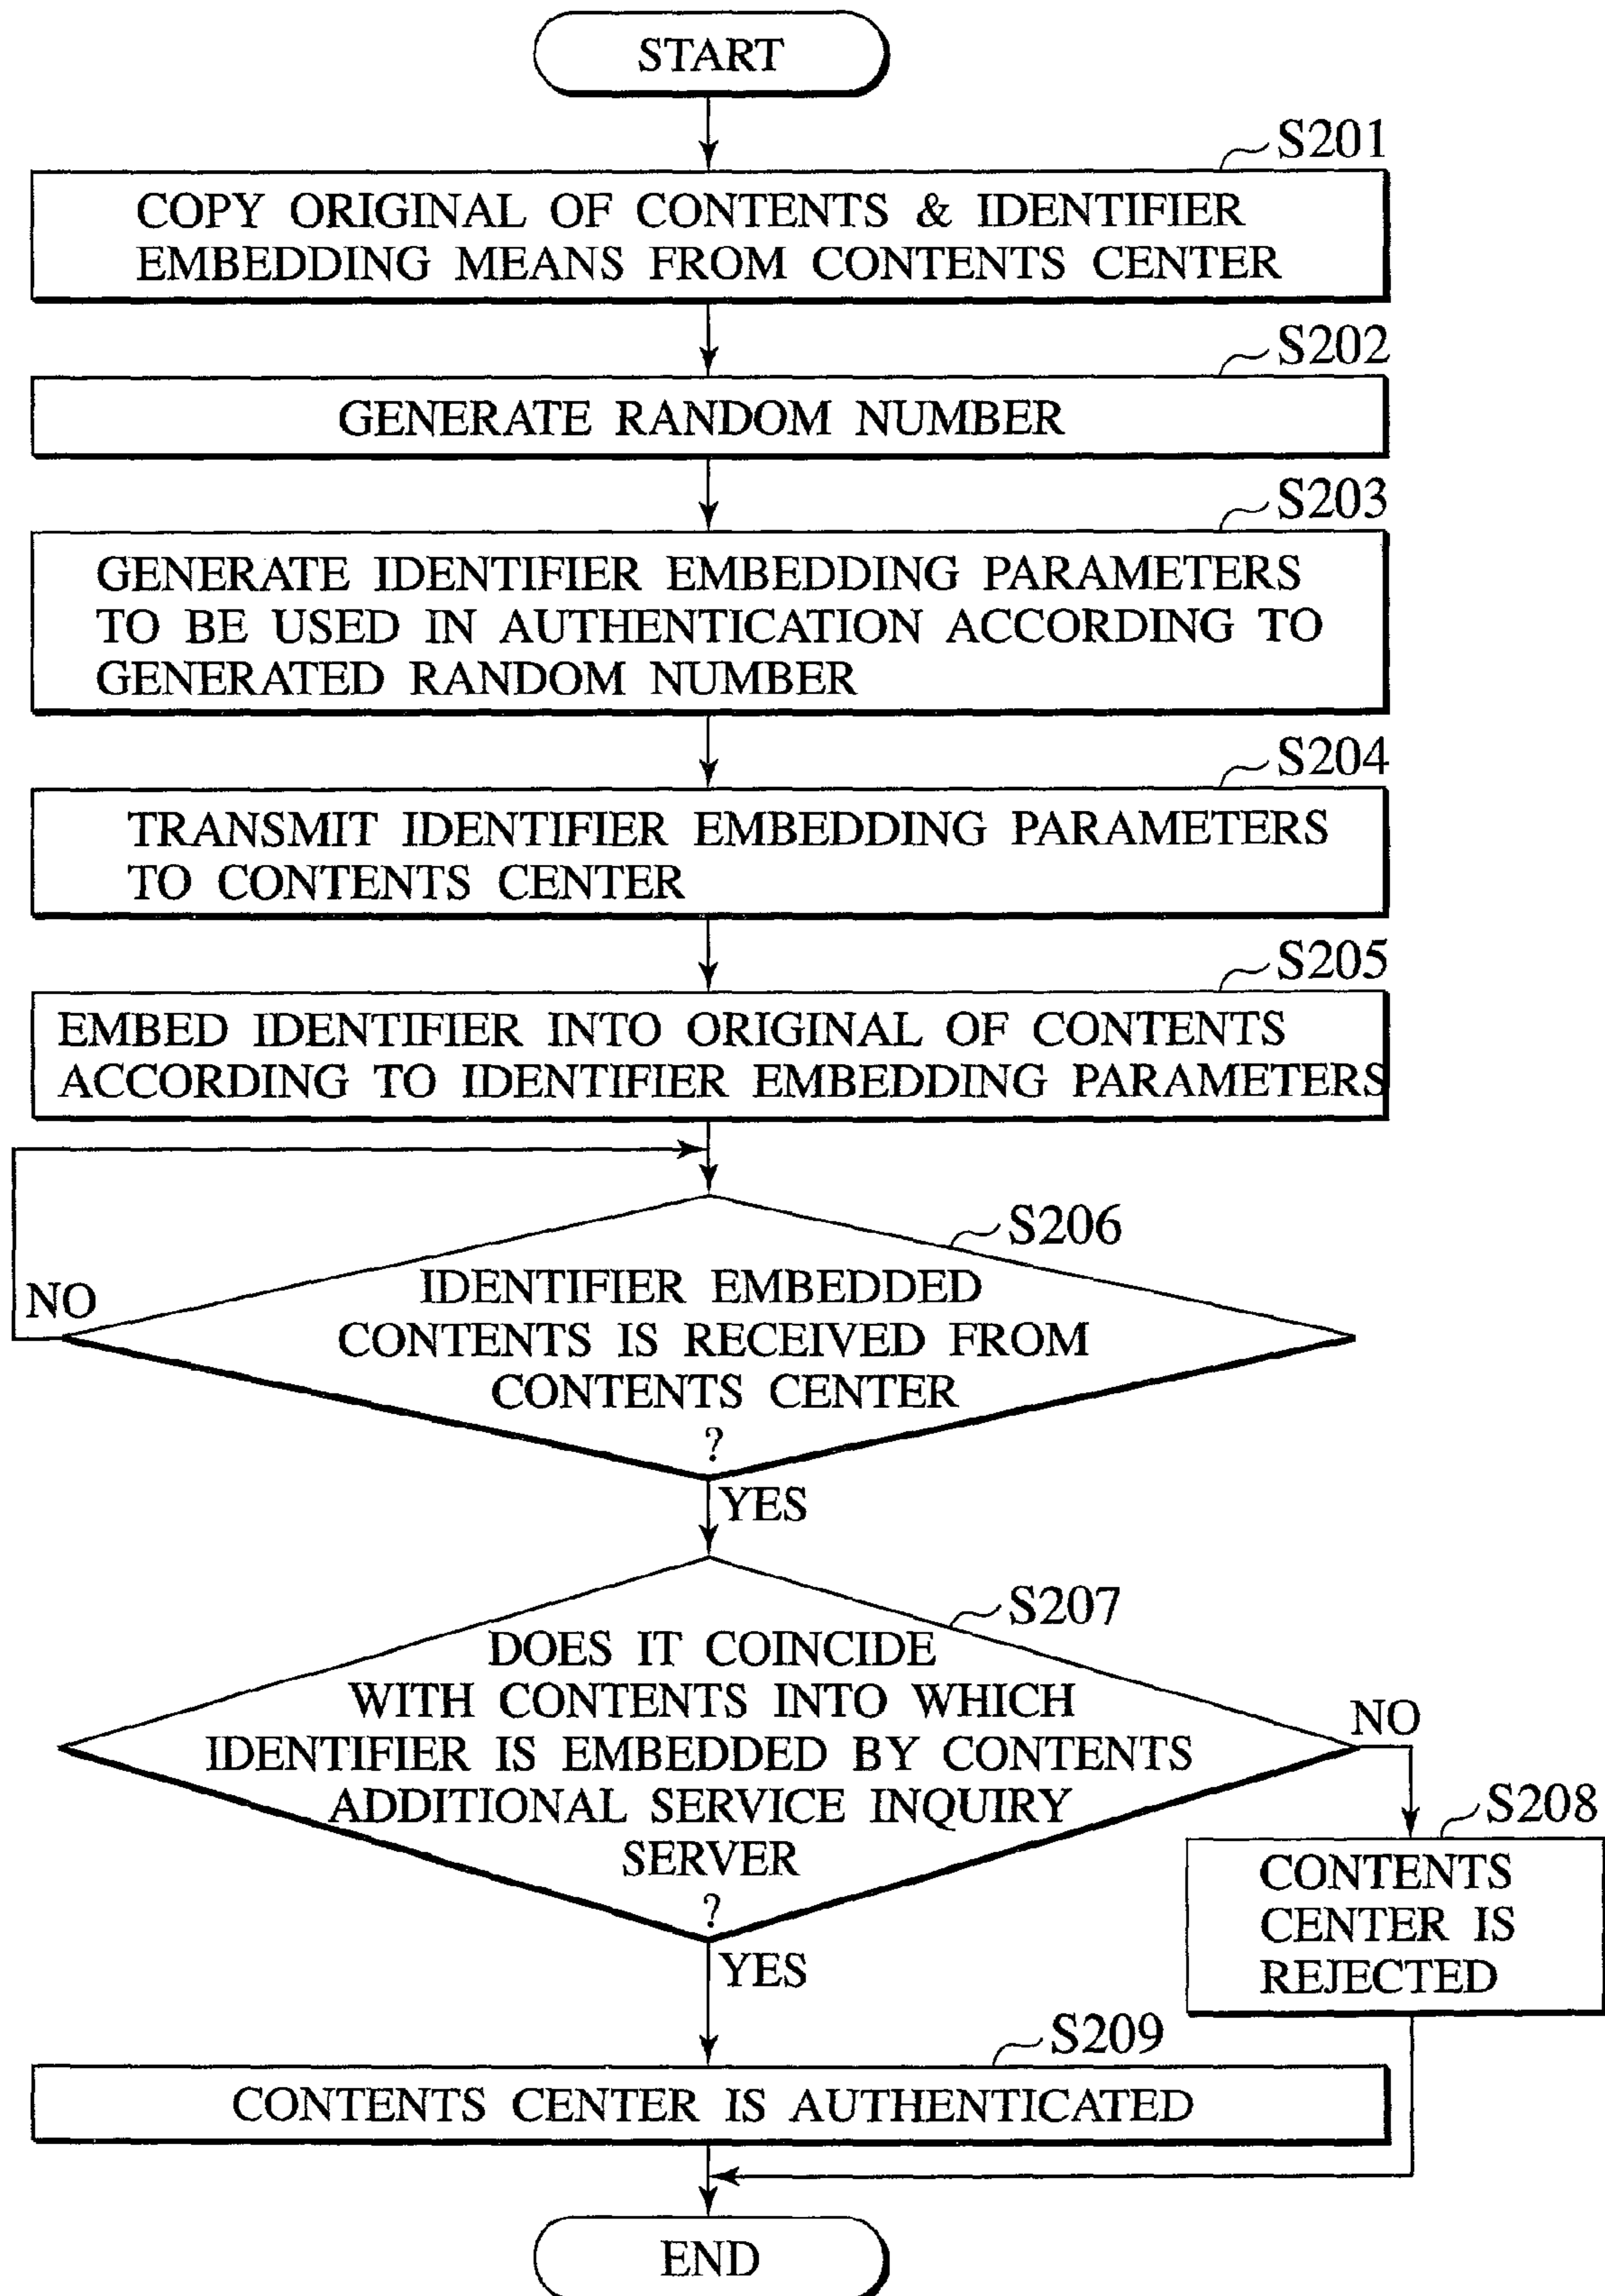 START
S201
COPY ORIGINAL OF CONTENTS & IDENTIFIER
EMBEDDING MEANS FROM CONTENTS CENTER
S202
GENERATE RANDOM NUMBER
S203
GENERATE IDENTIFIER EMBEDDING PARAMETERS
TO BE USED IN AUTHENTICATION ACCORDING TO
GENERATED RANDOM NUMBER
S204
TRANSMIT IDENTIFIER EMBEDDING PARAMETERS
TO CONTENTS CENTER
S205
EMBED IDENTIFIER INTO ORIGINAL OF CONTENTS
ACCORDING TO IDENTIFIER EMBEDDING PARAMETERS
S206
IDENTIFIER EMBEDDED
NO
CONTENTS IS RECEIVED FROM
CONTENTS CENTER
?
YES
S207
DOES IT COINCIDE
WITH CONTENTS INTO WHICH
NO
IDENTIFIER IS EMBEDDED BY CONTENTS
ADDITIONAL SERVICE INQUIRY
SERVER
?
S208
CONTENTS
CENTER IS
REJECTED
YES
S209
CONTENTS CENTER IS AUTHENTICATED
END